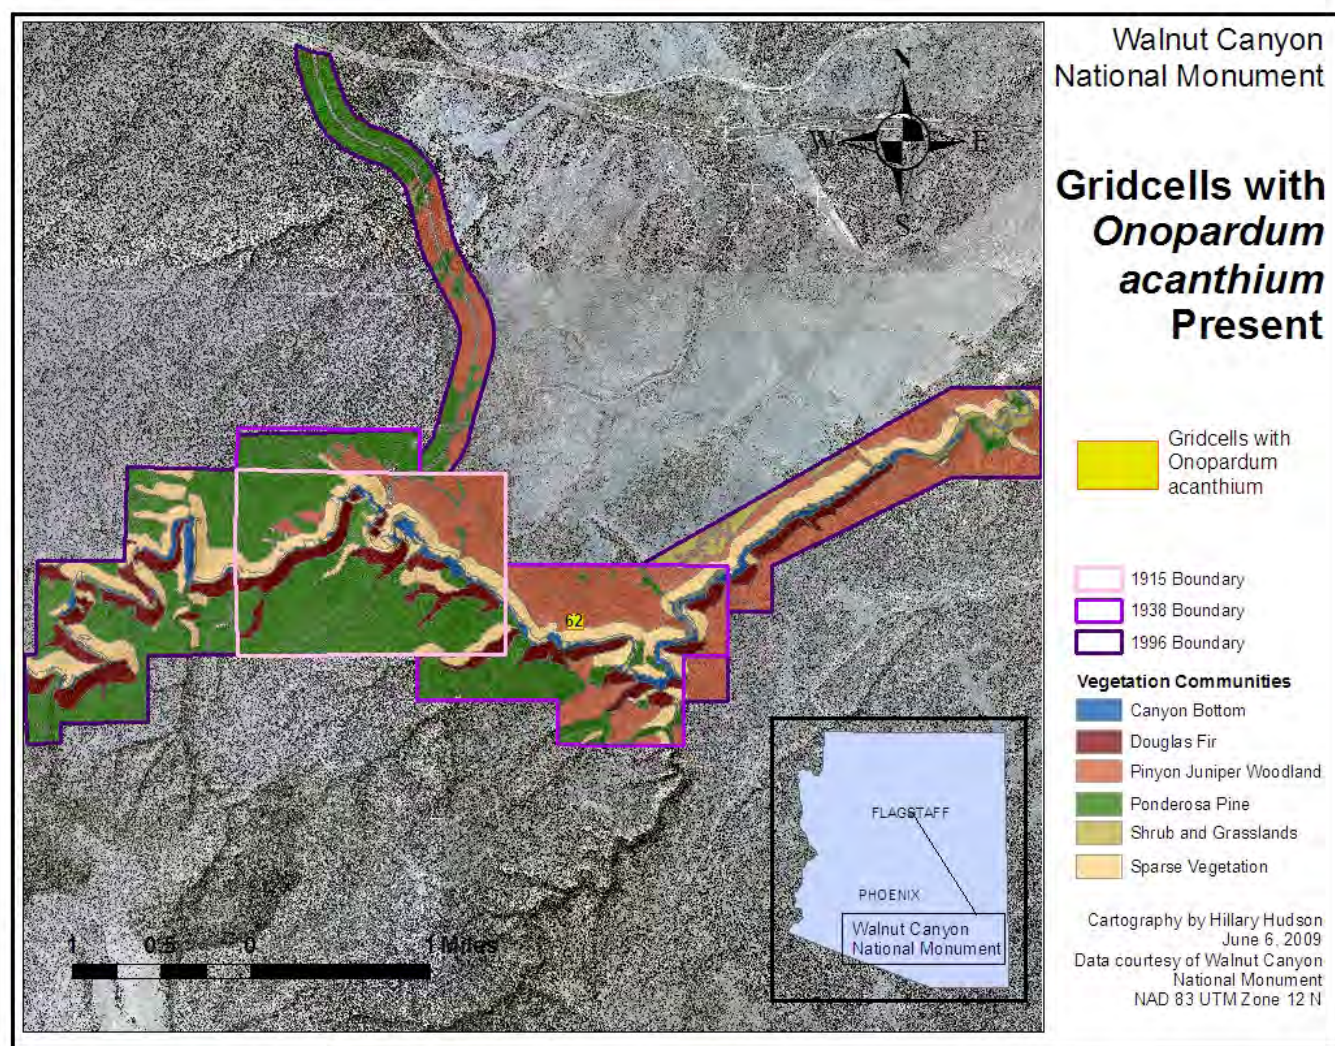 Walnut Canyon
National Monument
Gridcells with
Onopardum
acanthium
Present
N
W
E
S
Gridcells with
Onopardum
acanthium
1915 Boundary
1938 Boundary
1996 Boundary
Vegetation Communities
Canyon Bottom
Douglas Fir
Pinyon Juniper Woodland
Ponderosa Pine
Shrub and Grasslands
Sparse Vegetation
62
FLAGSTAFF
PHOENIX
Walnut Canyon
National Monument
1 0.5 0 1 Miles
Cartography by Hillary Hudson
June 6, 2009
Data courtesy of Walnut Canyon
National Monument
NAD 83 UTM Zone 12 N